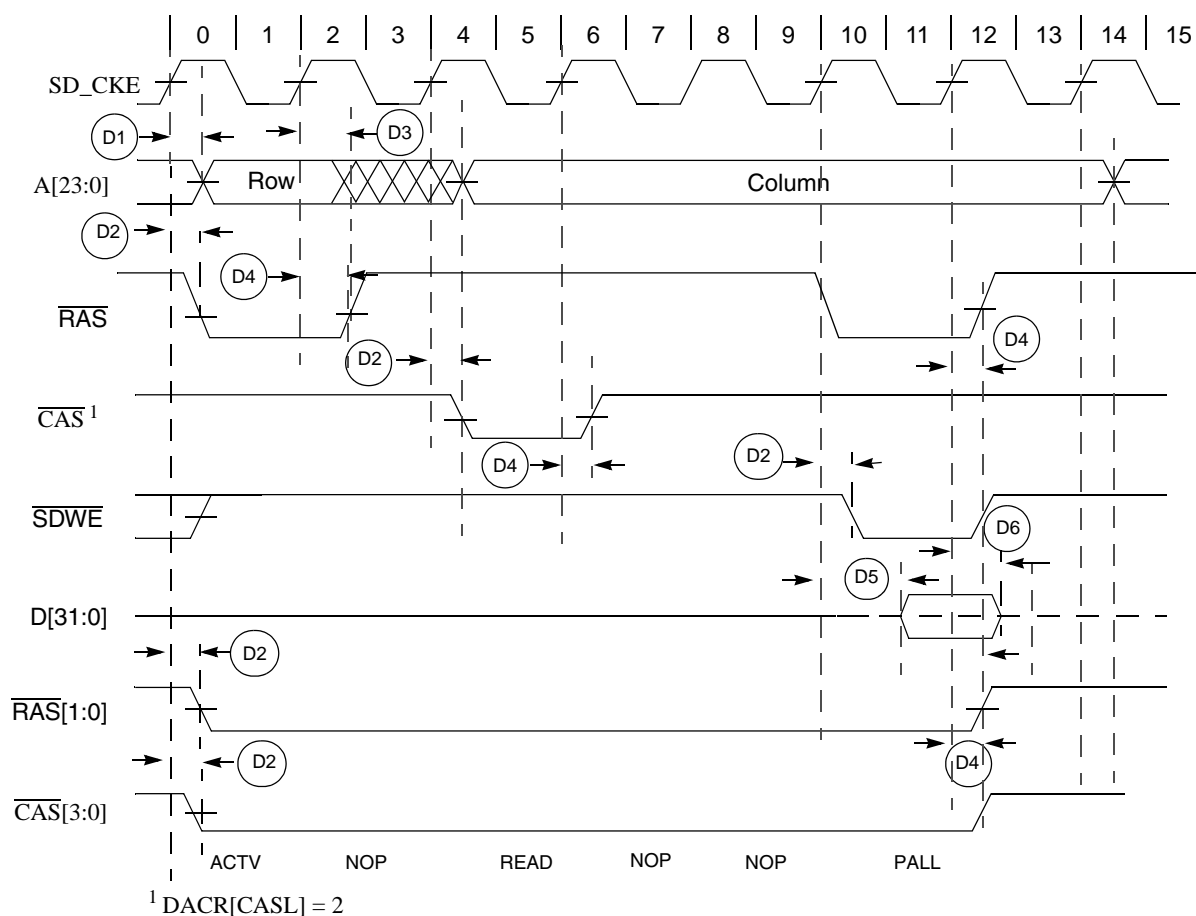 0 1 2 3 4 5 6 7 8 9 10 11 12 13 14 15
SD_CKE
D1 D3
A[23:0] Row Column
D2
D4
RAS
D2 D4
CAS 1
D4 D2
SDWE
D6
D5
D[31:0]
D2
RAS[1:0]
D2 D4
CAS[3:0]
ACTV NOP READ NOP NOP PALL
1 DACR[CASL] = 2